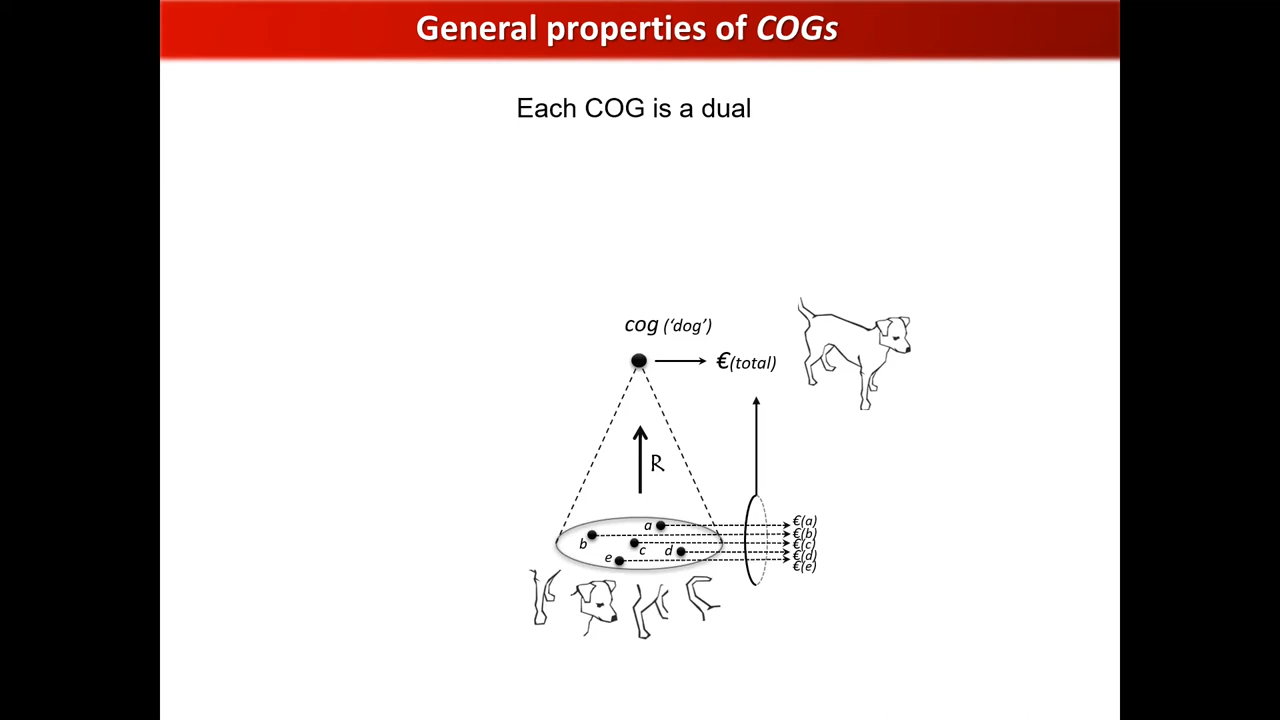 General properties of COGs
Each COG is a dual
cog (‘dog’)
€(total)
R
a
b
c
d
e
€(a)
€(b)
€(c)
€(d)
€(e)